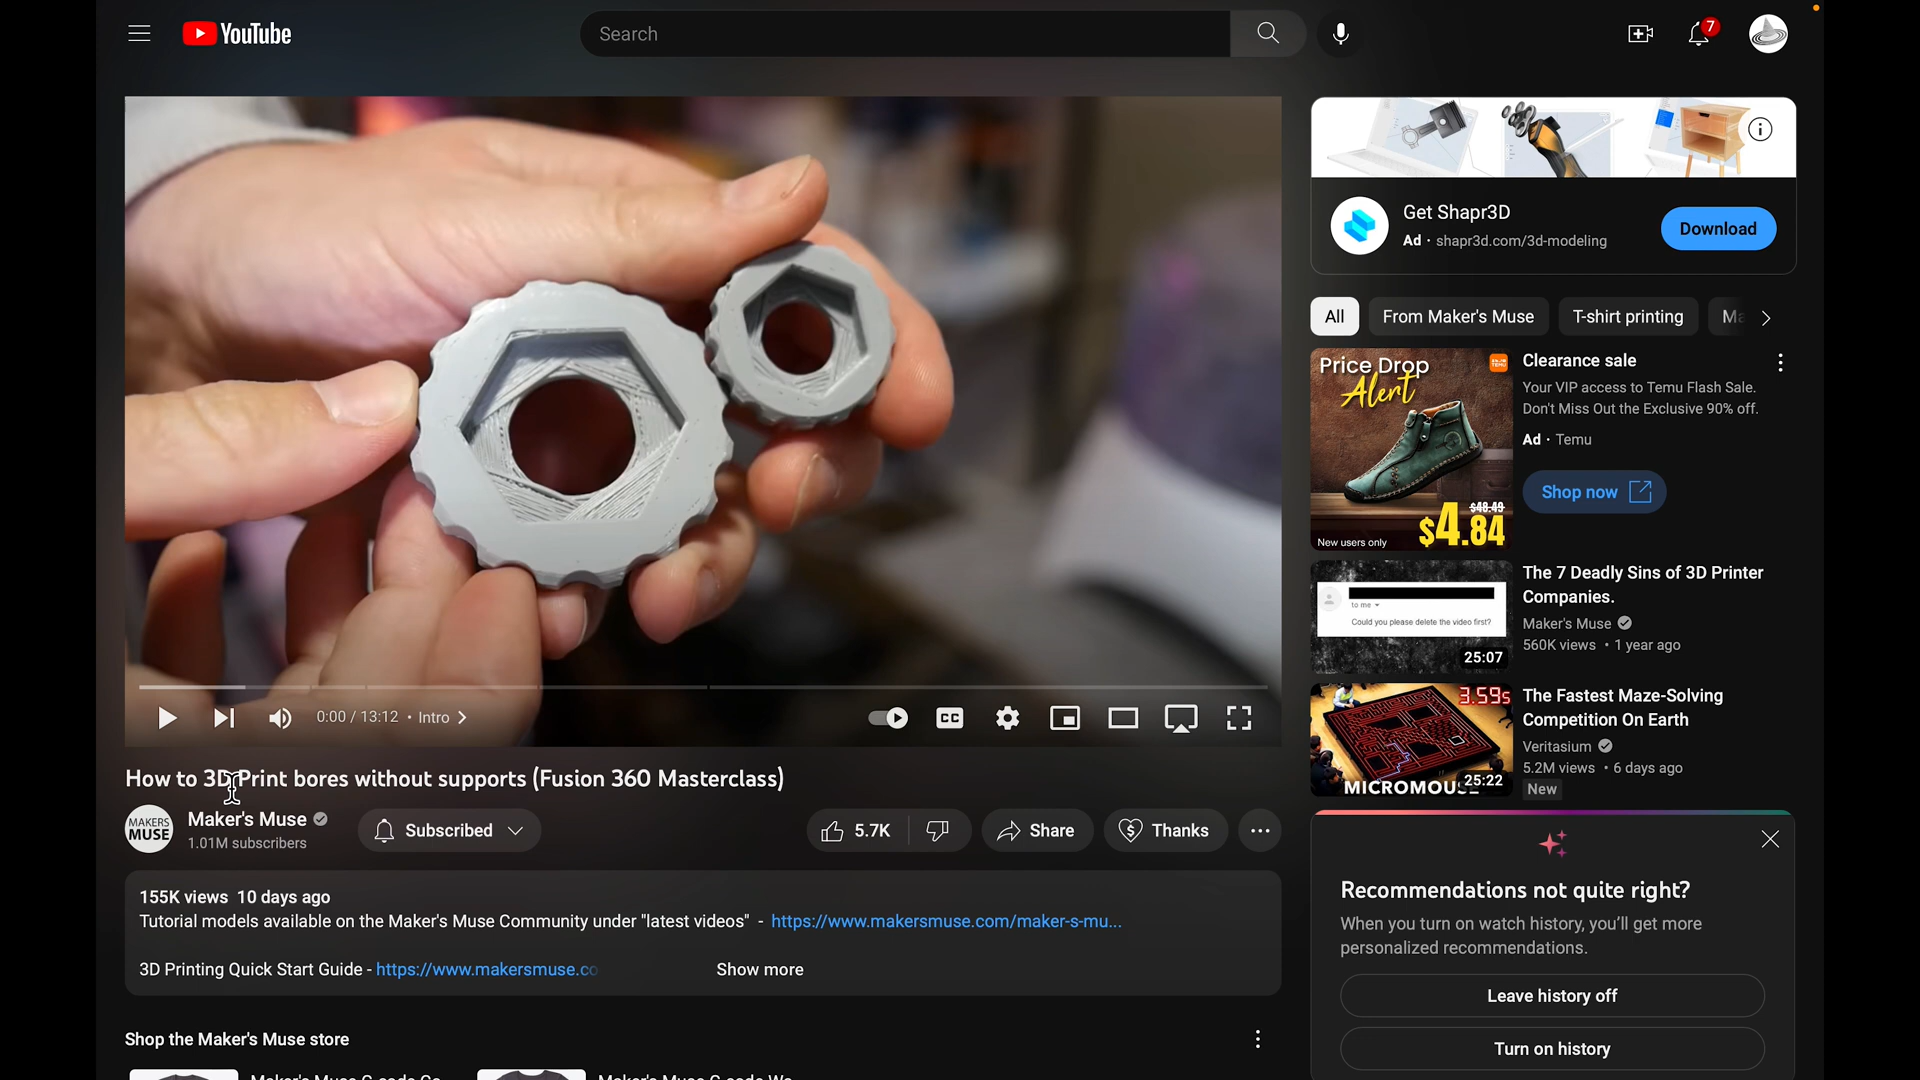 YouTube
Search
7
Get Shapr3D
Ad · shapr3d.com/3d-modeling
Download
All
From Maker's Muse
T-shirt printing
Price Drop
Alert
$48.49
$4.84
New users only
Clearance sale
Your VIP access to Temu Flash Sale.
Don't Miss Out the Exclusive 90% off.
Ad · Temu
Shop now
to me
Could you please delete the video first?
25:07
The 7 Deadly Sins of 3D Printer
Companies.
Maker's Muse
560K views • 1 year ago
3.59s
MICROMOUSE
25:22
The Fastest Maze-Solving
Competition On Earth
Veritasium
5.2M views • 6 days ago
New
0:00 / 13:12 • Intro
CC
How to 3D Print bores without supports (Fusion 360 Masterclass)
MAKERS
MUSE
Maker's Muse
1.01M subscribers
Subscribed
5.7K
Share
Thanks
155K views 10 days ago
Tutorial models available on the Maker's Muse Community under "latest videos" - https://www.makersmuse.com/maker-s-mu...
3D Printing Quick Start Guide - https://www.makersmuse.co
Show more
Shop the Maker's Muse store
Recommendations not quite right?
When you turn on watch history, you'll get more
personalized recommendations.
Leave history off
Turn on history